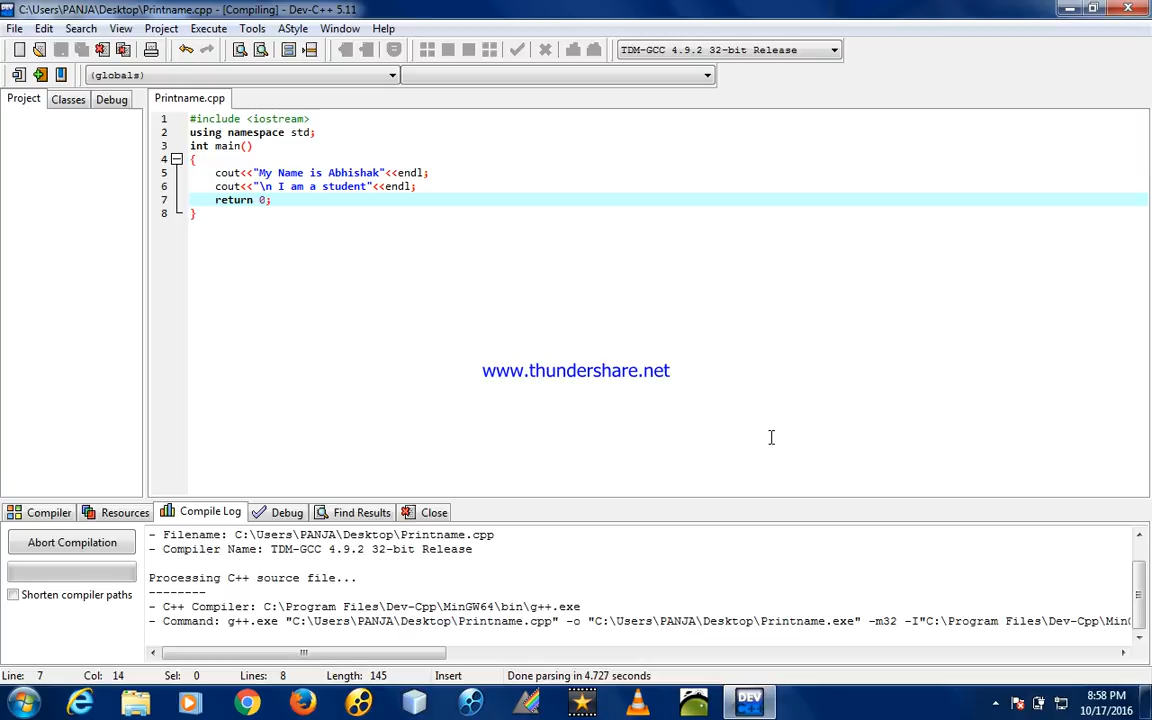 C:\Users\PANJA\Desktop\Printname.cpp - [Compiling] - Dev-C++ 5.11
File Edit Search View Project Execute Tools AStyle Window Help
TDM-GCC 4.9.2 32-bit Release
(globals)
Project Classes Debug Printname.cpp
1 #include <iostream>
2 using namespace std;
3 int main()
4 {
5 cout<<"My Name is Abhishak"<<endl;
6 cout<<"\n I am a student"<<endl;
7 return 0;
8 }
www.thundershare.net
Compiler Resources Compile Log Debug Find Results Close
Abort Compilation
Shorten compiler paths
- Filename: C:\Users\PANJA\Desktop\Printname.cpp
- Compiler Name: TDM-GCC 4.9.2 32-bit Release
Processing C++ source file...
--------
- C++ Compiler: C:\Program Files\Dev-Cpp\MinGW64\bin\g++.exe
- Command: g++.exe "C:\Users\PANJA\Desktop\Printname.cpp" -o "C:\Users\PANJA\Desktop\Printname.exe" -m32 -I"C:\Program Files\Dev-Cpp\Min
Line: 7 Col: 14 Sel: 0 Lines: 8 Length: 145 Insert Done parsing in 4.727 seconds
DEV C++
8:58 PM
10/17/2016